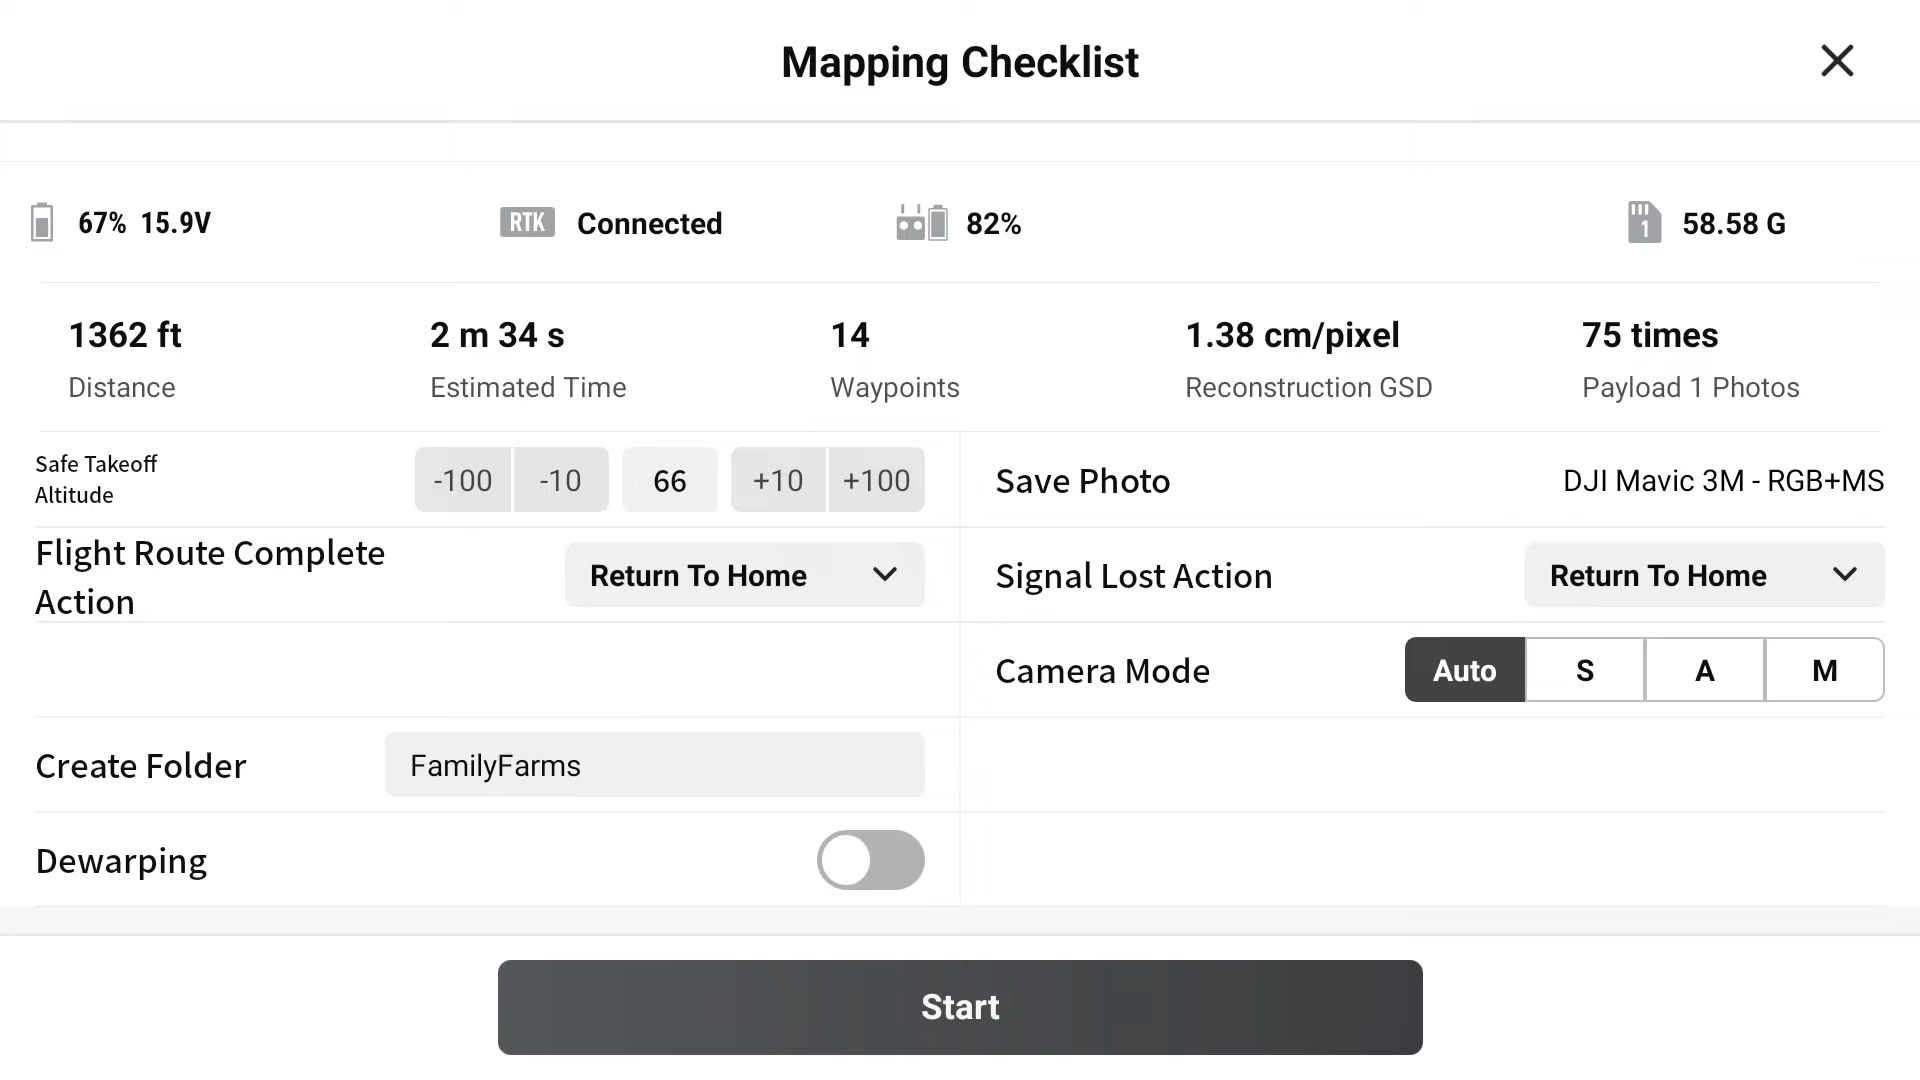 Mapping Checklist
67% 15.9V
RTK Connected
82%
1 58.58 G
1362 ft
Distance
2 m 34 s
Estimated Time
14
Waypoints
1.38 cm/pixel
Reconstruction GSD
75 times
Payload 1 Photos
Safe Takeoff
Altitude
-100 -10 66 +10 +100
Save Photo DJI Mavic 3M - RGB+MS
Flight Route Complete
Action
Return To Home
Signal Lost Action Return To Home
Camera Mode Auto S A M
Create Folder FamilyFarms
Dewarping
Start